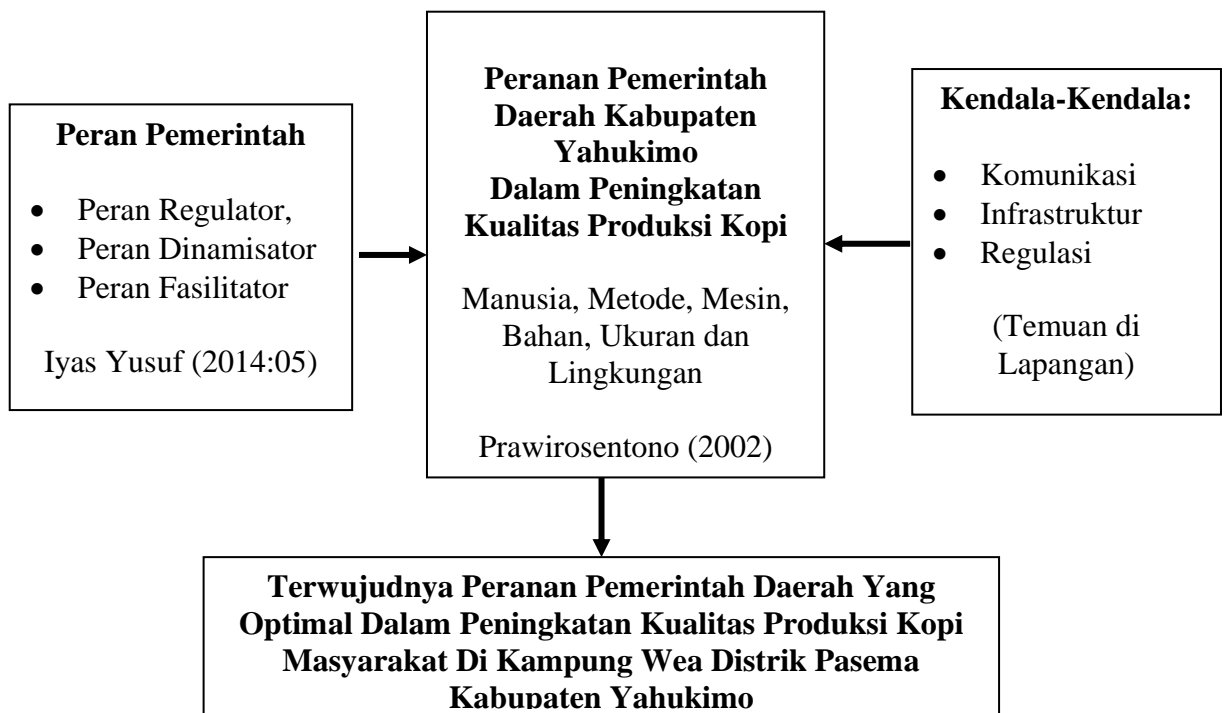 Peran Pemerintah
• Peran Regulator,
• Peran Dinamisator
• Peran Fasilitator
Iyas Yusuf (2014:05)
Peranan Pemerintah
Daerah Kabupaten
Yahukimo
Dalam Peningkatan
Kualitas Produksi Kopi
Manusia, Metode, Mesin,
Bahan, Ukuran dan
Lingkungan
Prawirosentono (2002)
Kendala-Kendala:
• Komunikasi
• Infrastruktur
• Regulasi
(Temuan di
Lapangan)
Terwujudnya Peranan Pemerintah Daerah Yang
Optimal Dalam Peningkatan Kualitas Produksi Kopi
Masyarakat Di Kampung Wea Distrik Pasema
Kabupaten Yahukimo